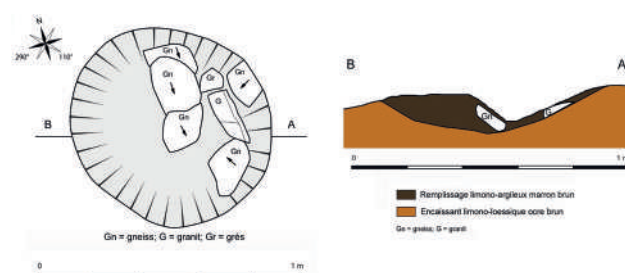 N
290°
110°
Gn
Gn
Gr
Gn
G
Gn
Gn
B
A
Gn = gneiss; G = granit; Gr = grés
0
1 m
B
A
Gn
G
0
1 m
Remplissage limono-argileux marron brun
Encaissant limono-loessique ocre brun
Gn = gneiss; G = granit